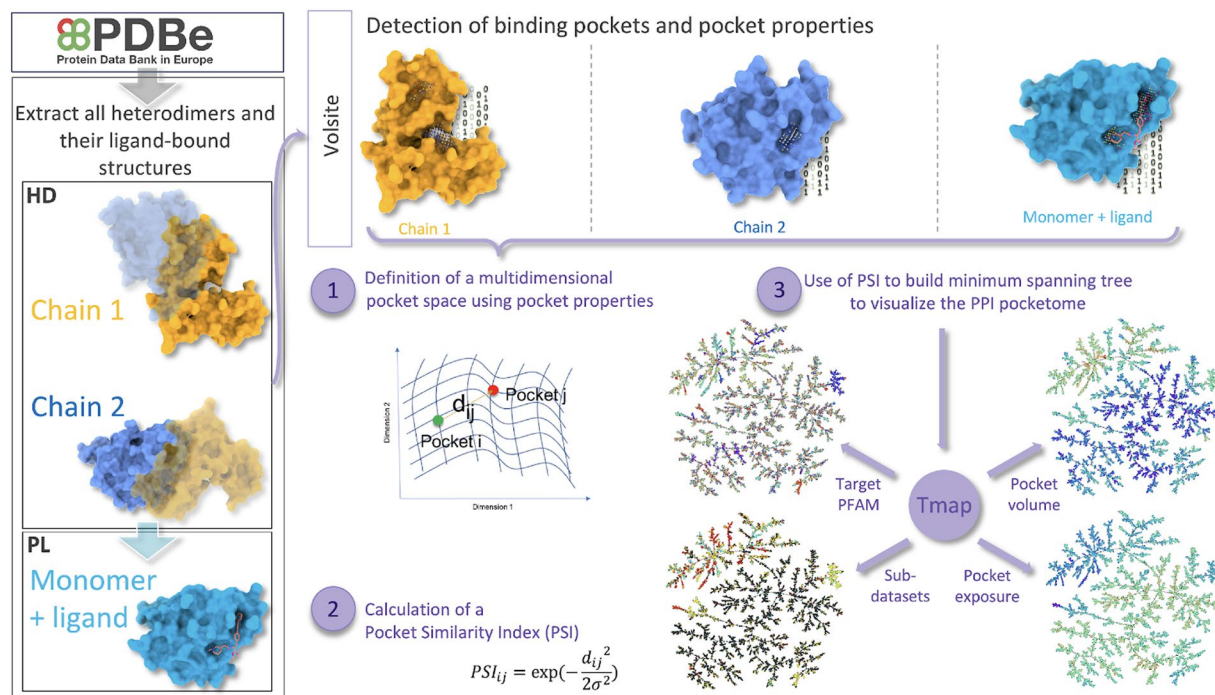 PDBe
Protein Data Bank in Europe
Extract all heterodimers and
their ligand-bound
structures
HD
Chain 1
Chain 2
PL
Monomer
+ ligand
Volsite
Detection of binding pockets and pocket properties
Chain 1
Chain 2
Monomer + ligand
1
Definition of a multidimensional
pocket space using pocket properties
Dimension 2
d_ij
Pocket j
Pocket i
Dimension 1
2
Calculation of a
Pocket Similarity Index (PSI)
PSI_ij = exp(−d_ij²/2σ²)
3
Use of PSI to build minimum spanning tree
to visualize the PPI pocketome
Target
PFAM
Pocket
volume
Tmap
Sub-
datasets
Pocket
exposure